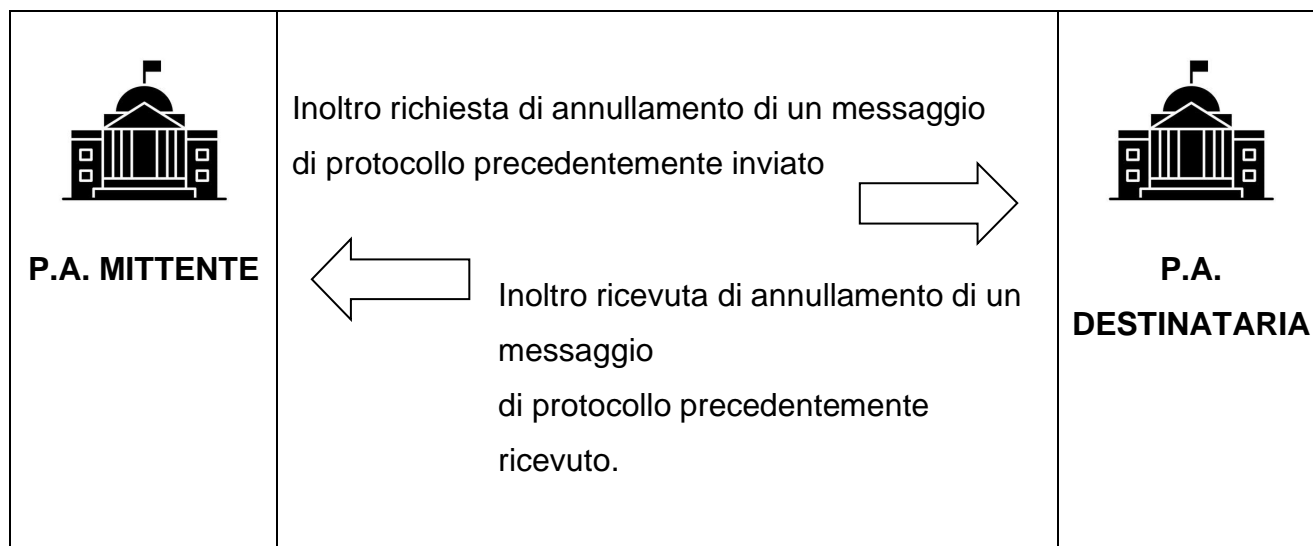 P.A. MITTENTE
Inoltro richiesta di annullamento di un messaggio
di protocollo precedentemente inviato
Inoltro ricevuta di annullamento di un
messaggio
di protocollo precedentemente
ricevuto.
P.A.
DESTINATARIA